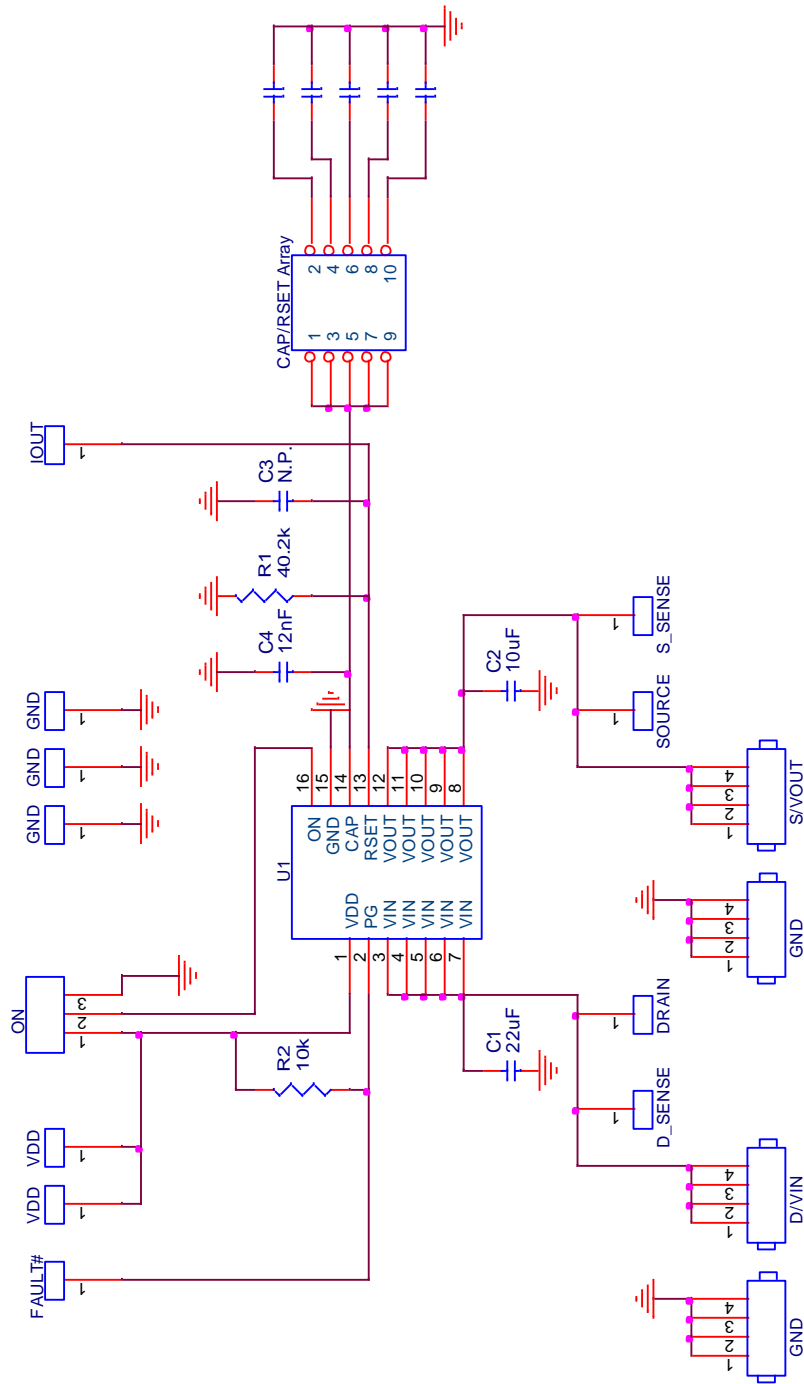 FAULT#
1
VDD
1
VDD
1
ON
1
2
3
GND
1
GND
1
GND
1
IOUT
1
R2
10k
U1
1
2
3
4
5
6
7
VDD
PG
VIN
VIN
VIN
VIN
VIN
ON
GND
CAP
RSET
VOUT
VOUT
VOUT
VOUT
VOUT
16
15
14
13
12
11
10
9
8
C4
12nF
R1
40.2k
C3
N.P.
CAP/RSET Array
1
3
5
7
9
2
4
6
8
10
C1
22uF
C2
10uF
D_SENSE
1
DRAIN
1
SOURCE
1
S_SENSE
1
1
2
3
4
GND
1
2
3
4
D/VIN
1
2
3
4
GND
1
2
3
4
S/VOUT